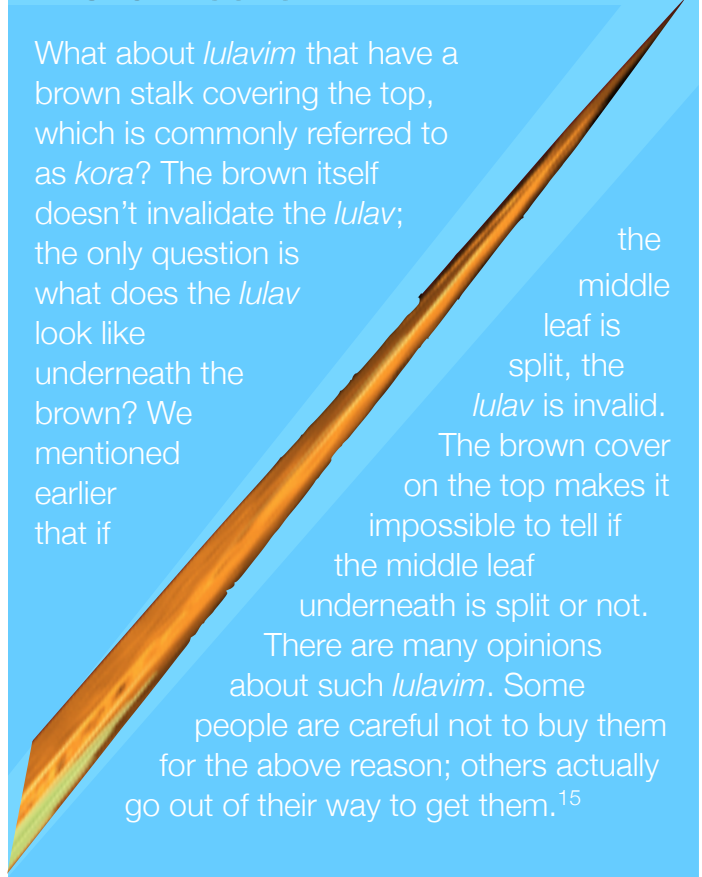 What about lulavim that have a
brown stalk covering the top,
which is commonly referred to
as kora? The brown itself
doesn't invalidate the lulav;
the only question is
what does the lulav
look like
underneath the
brown? We
mentioned
earlier
that if
the
middle
leaf is
split, the
lulav is invalid.
The brown cover
on the top makes it
impossible to tell if
the middle leaf
underneath is split or not.
There are many opinions
about such lulavim. Some
people are careful not to buy them
for the above reason; others actually
go out of their way to get them.15